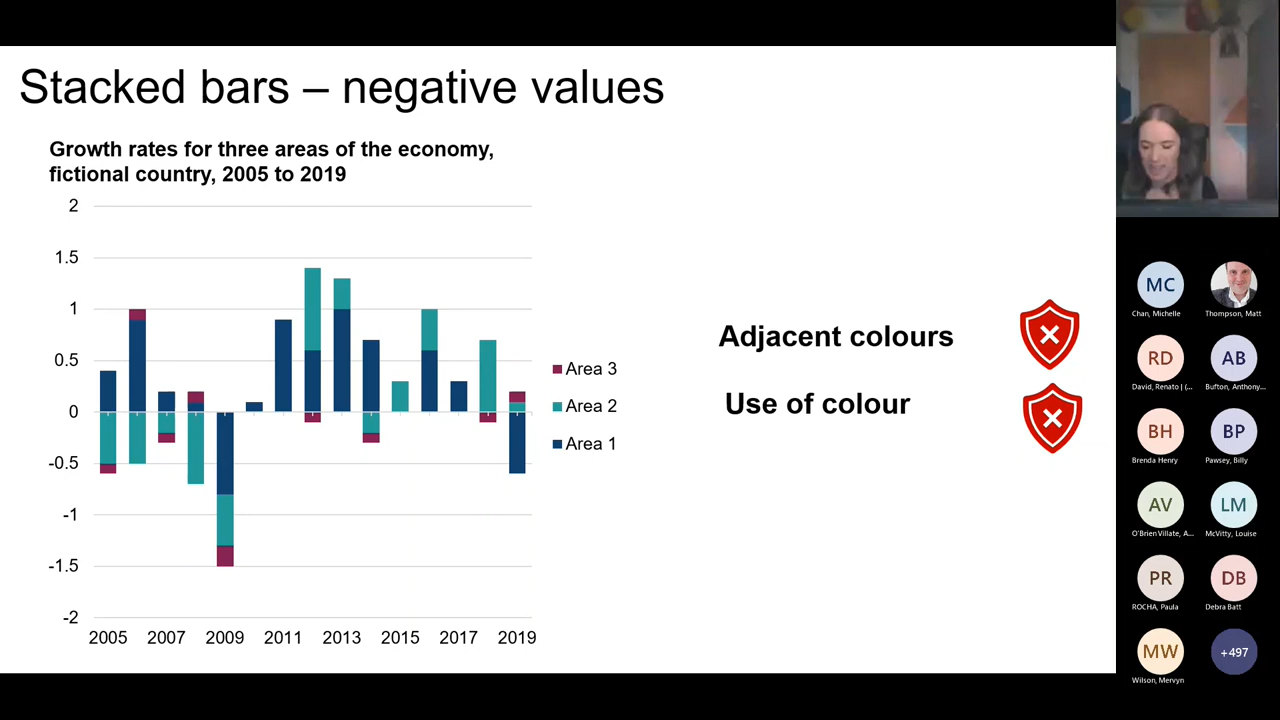 Stacked bars – negative values
Growth rates for three areas of the economy,
fictional country, 2005 to 2019
2
1.5
1
0.5
0
-0.5
-1
-1.5
-2
2005 2007 2009 2011 2013 2015 2017 2019
Area 3
Area 2
Area 1
Adjacent colours
Use of colour
MC
Chan, Michelle
Thompson, Matt
RD AB
David, Renato | (... Bufton, Anthony...
BH BP
Brenda Henry Pawsey, Billy
AV LM
O'Brien Villate, A... McVitty, Louise
PR DB
ROCHA, Paula Debra Batt
MW +497
Wilson, Mervyn